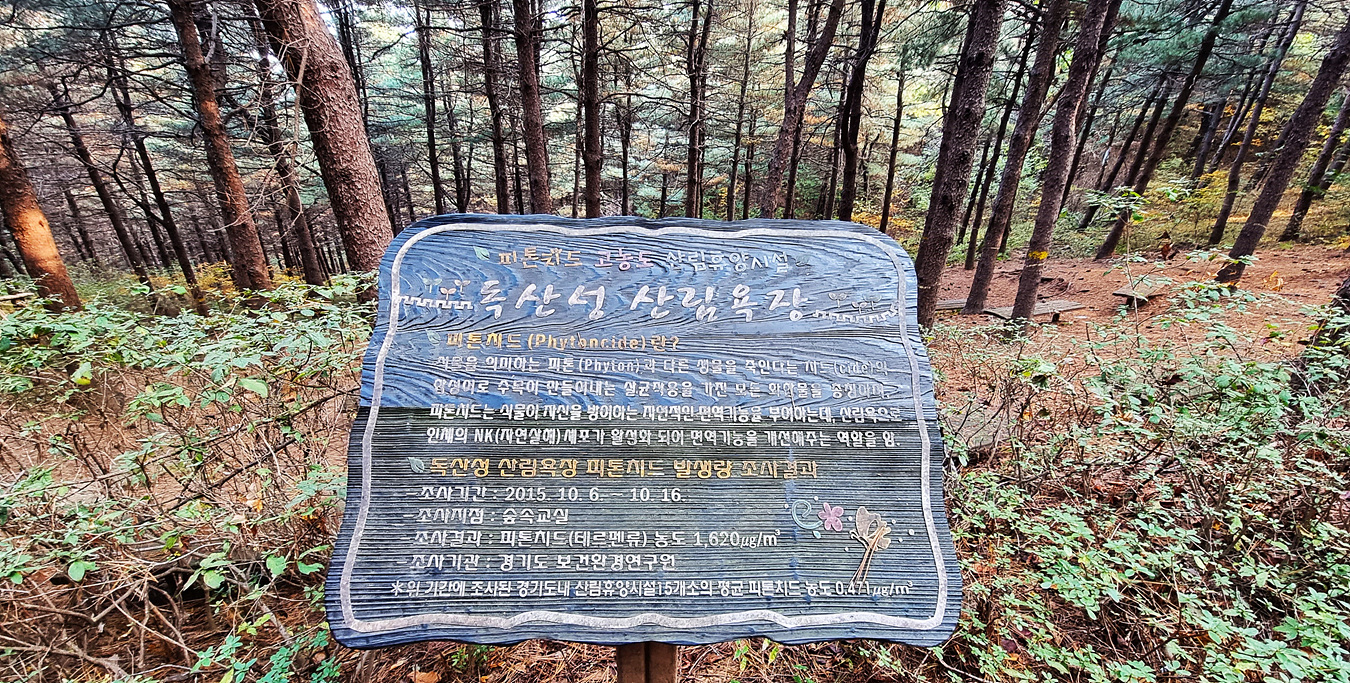 피톤치드 고농도 산림휴양시설
독산성 산림욕장
피톤치드(Phytoncide)란?
식물을 의미하는 피톤(Phyton)과 다른 생물을 죽인다는 치드(cide)의
합성어로 수목이 만들어내는 살균작용을 가진 모든 화합물을 총칭하며,
피톤치드는 식물이 자신을 방어하는 자연적인 면역기능을 부여하는데, 산림욕으로
인체의 NK(자연살해)세포가 활성화 되어 면역기능을 개선해주는 역할을 함.
독산성 산림욕장 피톤치드 발생량 조사결과
-조사기간 : 2015. 10. 6. ~ 10. 16.
-조사지점 : 숲속교실
-조사결과 : 피톤치드(테르펜류) 농도 1,620㎍/㎥
-조사기관 : 경기도 보건환경연구원
※위 기간에 조사된 경기도내 산림휴양시설15개소의 평균 피톤치드 농도 0.471㎍/㎥